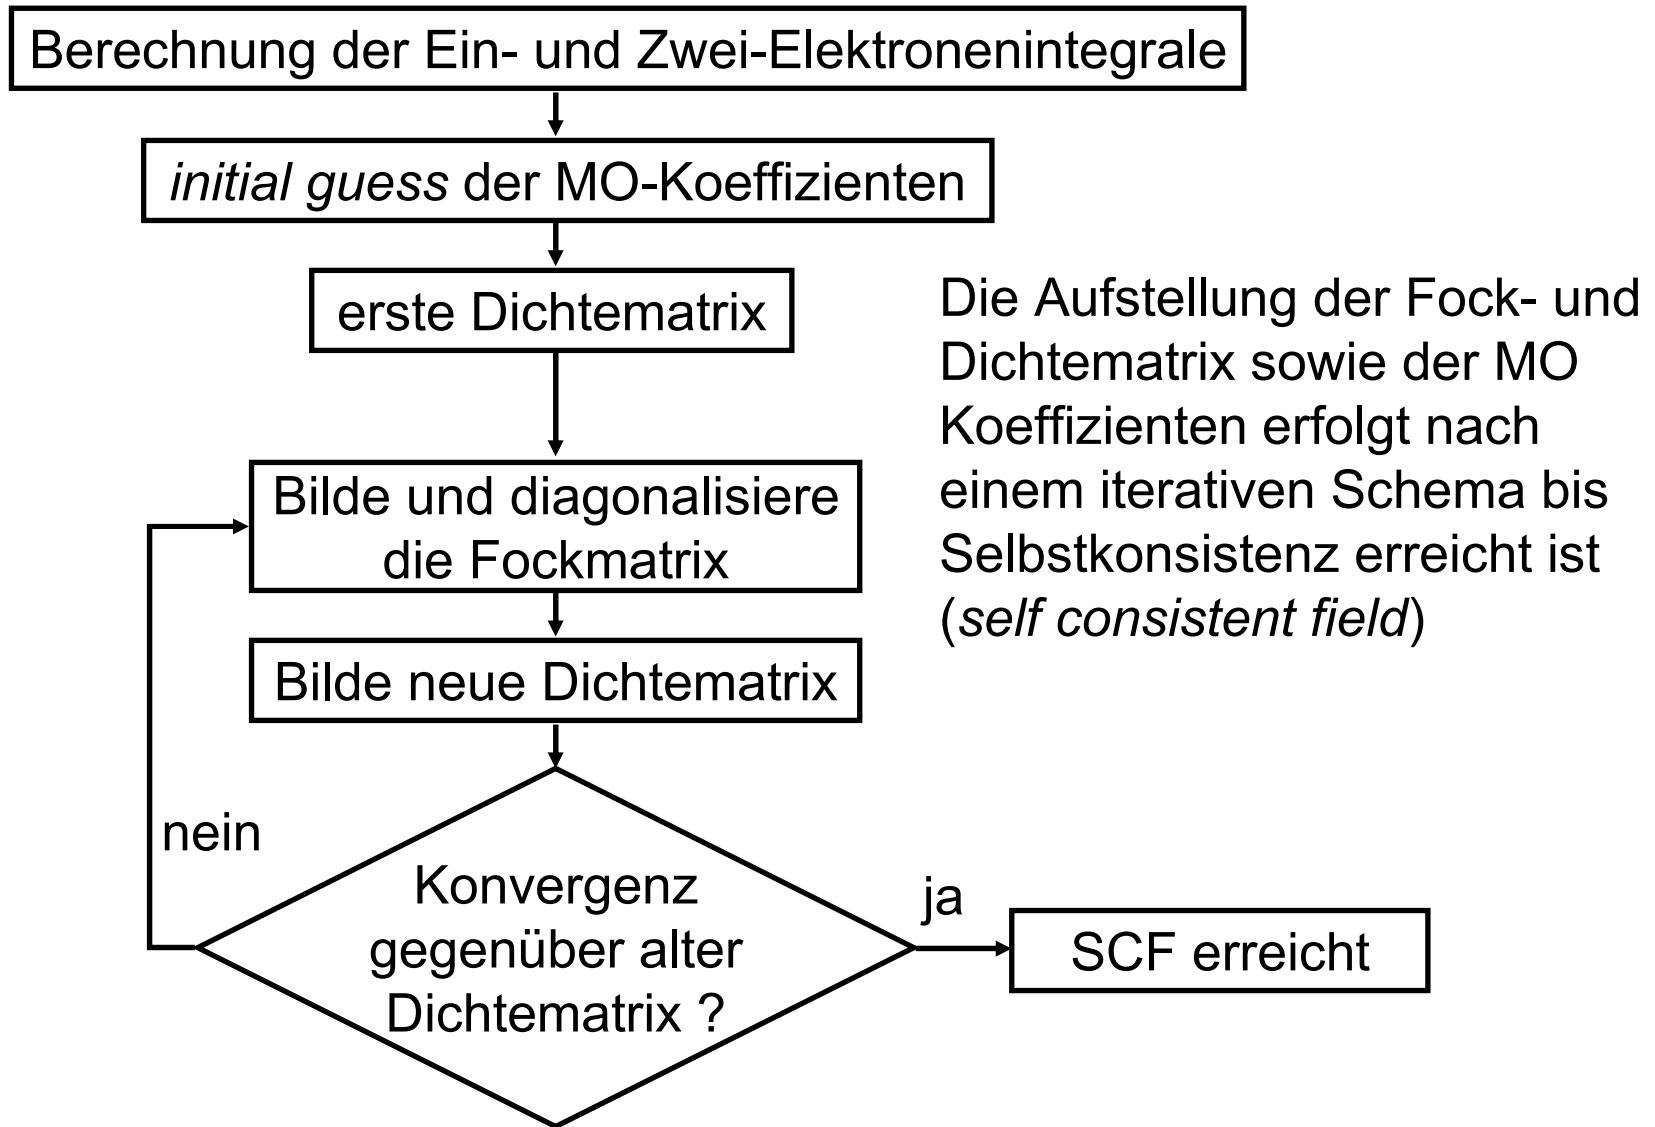 Berechnung der Ein- und Zwei-Elektronenintegrale
initial guess der MO-Koeffizienten
erste Dichtematrix
Die Aufstellung der Fock- und
Dichtematrix sowie der MO
Koeffizienten erfolgt nach
einem iterativen Schema bis
Selbstkonsistenz erreicht ist
(self consistent field)
Bilde und diagonalisiere
die Fockmatrix
Bilde neue Dichtematrix
nein
Konvergenz
gegenüber alter
Dichtematrix ?
ja
SCF erreicht